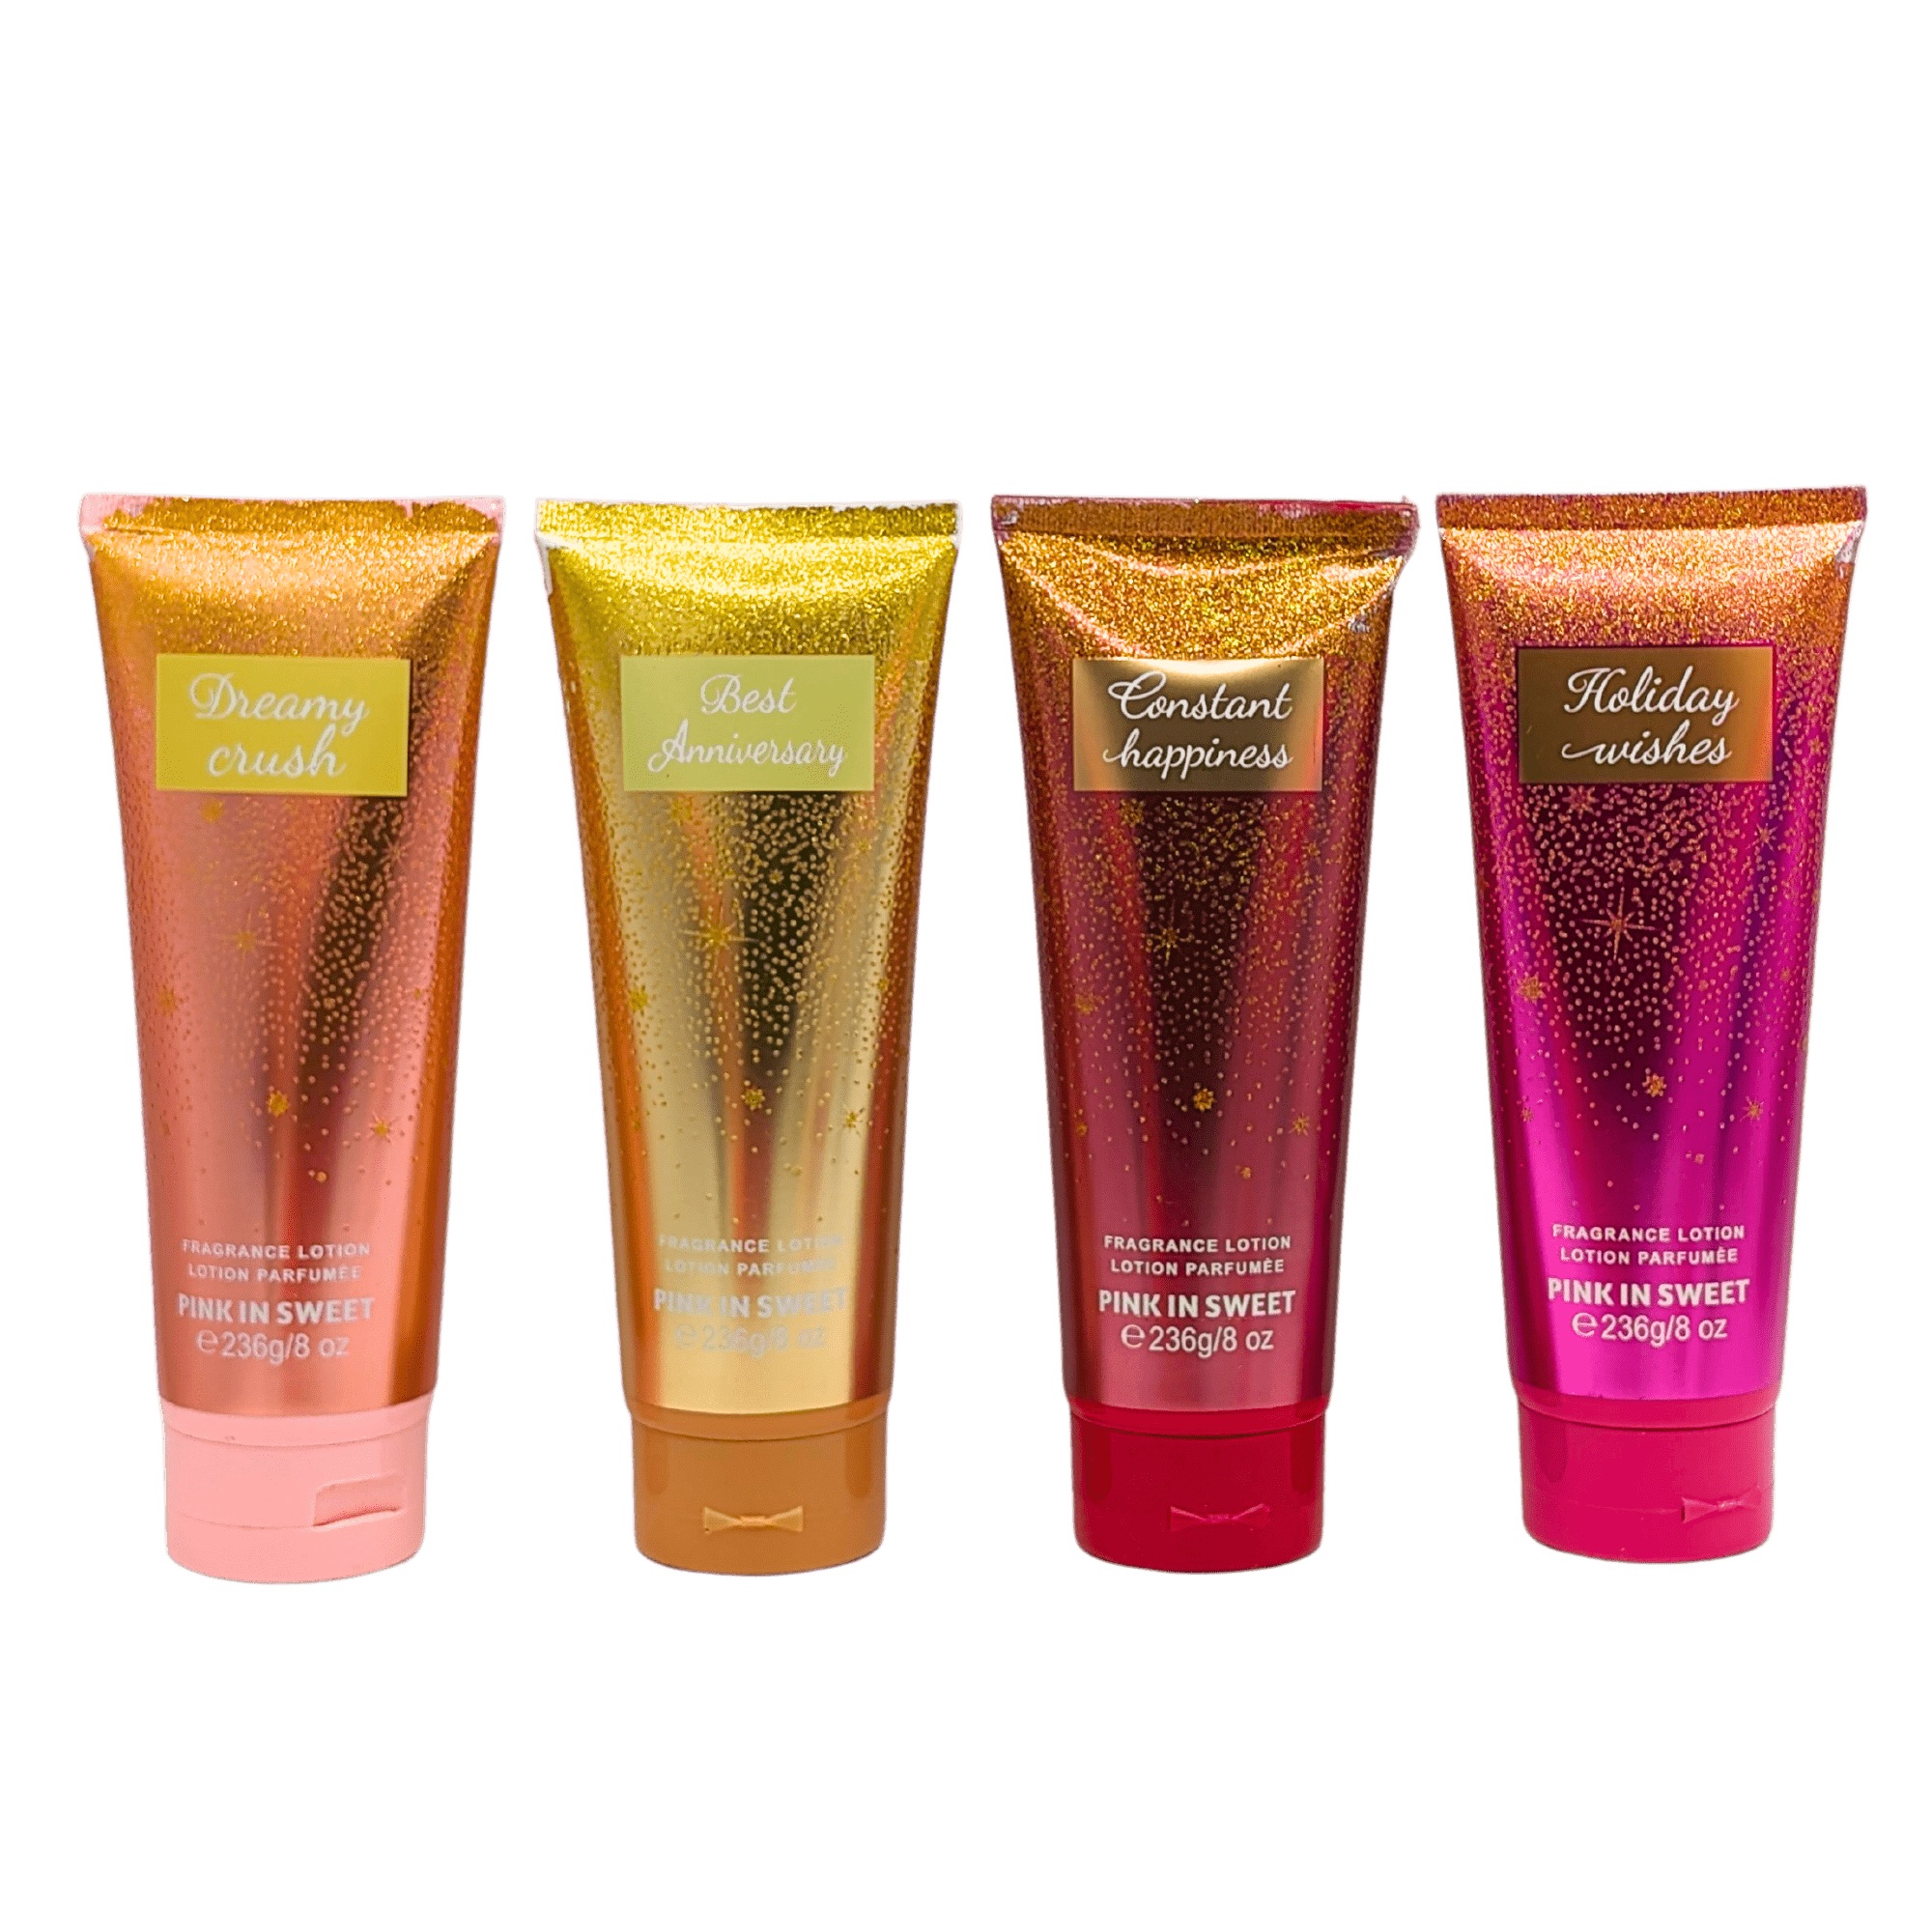 Dreamy
crush
FRAGRANCE LOTION
LOTION PARFUMÉE
PINK IN SWEET
℮236g/8 oz
Best
Anniversary
FRAGRANCE LOTION
LOTION PARFUMÉE
PINK IN SWEET
℮236g/8 oz
Constant
happiness
FRAGRANCE LOTION
LOTION PARFUMÈE
PINK IN SWEET
℮236g/8 oz
Holiday
wishes
FRAGRANCE LOTION
LOTION PARFUMÈE
PINK IN SWEET
℮236g/8 oz